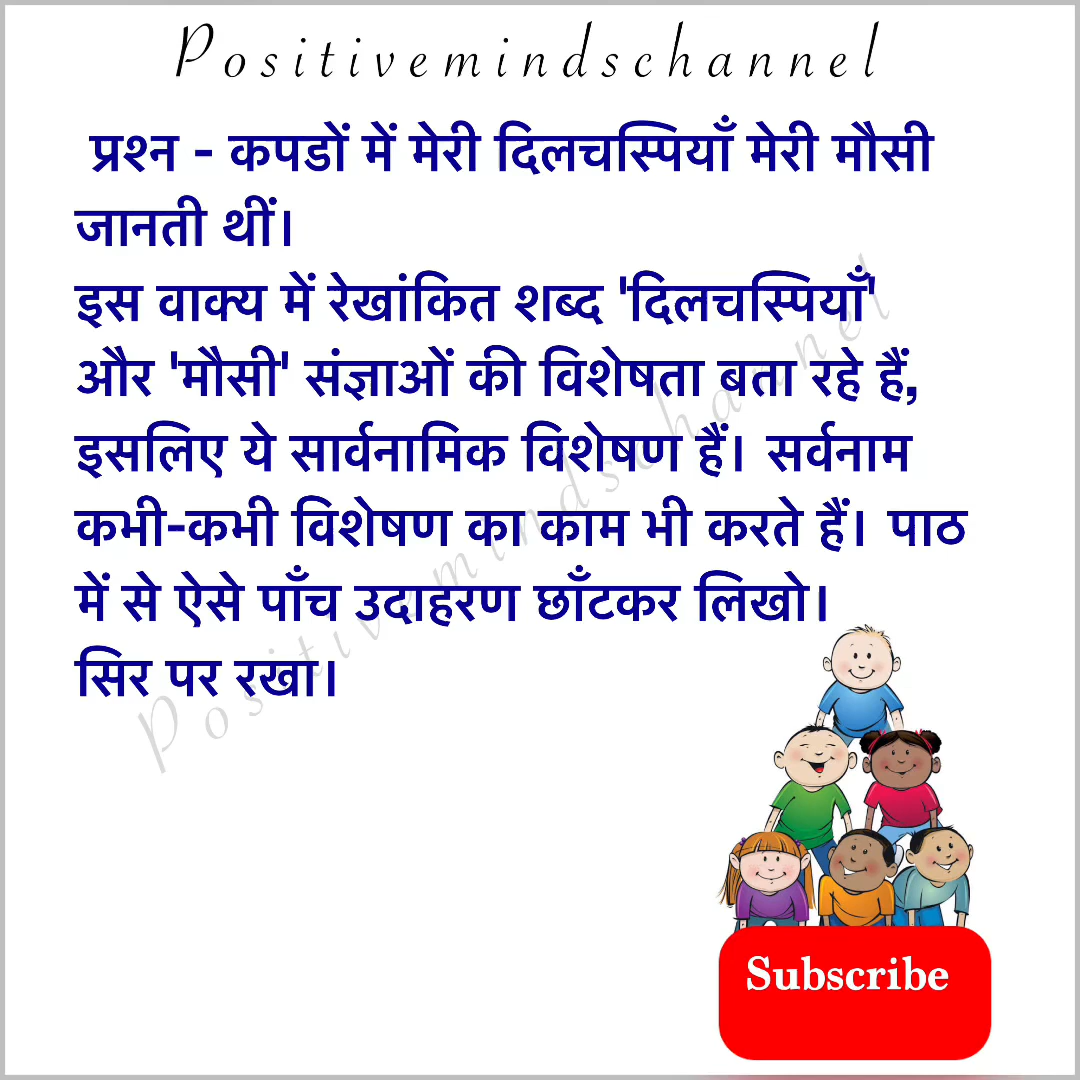 Positivemindschannel
प्रश्न - कपडों में मेरी दिलचस्पियाँ मेरी मौसी
जानती थीं।
इस वाक्य में रेखांकित शब्द 'दिलचस्पियाँ'
और 'मौसी' संज्ञाओं की विशेषता बता रहे हैं,
इसलिए ये सार्वनामिक विशेषण हैं। सर्वनाम
कभी-कभी विशेषण का काम भी करते हैं। पाठ
में से ऐसे पाँच उदाहरण छाँटकर लिखो।
सिर पर रखा।
Positivemindschannel
Subscribe